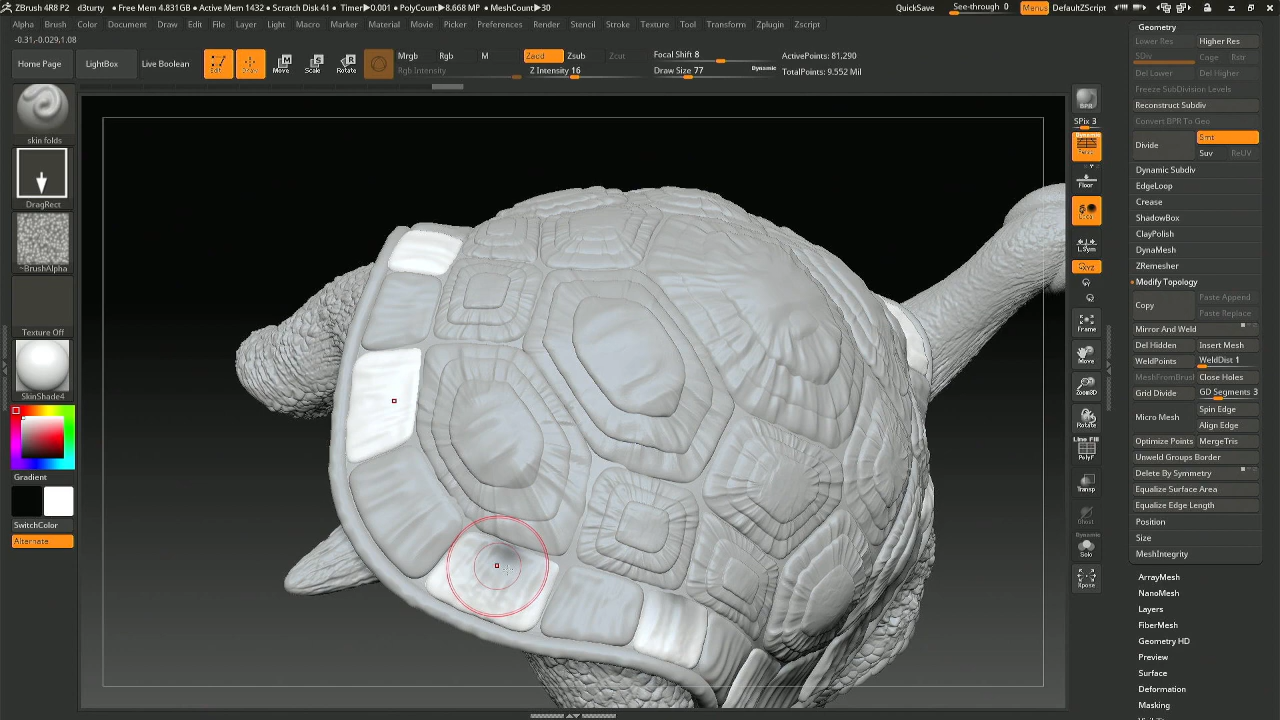 ZBrush 4R8 P2 d3turty • Free Mem 4.831GB • Active Mem 1432 • Scratch Disk 41 • Timer▶0.001 • PolyCount▶8.668 MP • MeshCount▶30 QuickSave See-through 0 Menus DefaultZScript
Alpha Brush Color Document Draw Edit File Layer Light Macro Marker Material Movie Picker Preferences Render Stencil Stroke Texture Tool Transform Zplugin Zscript
-0.31,-0.029,1.08
Home Page LightBox Live Boolean Edit Draw Move Scale Rotate
Mrgb Rgb M Zadd Zsub Zcut Focal Shift 8 ActivePoints: 81,290
Rgb Intensity Z Intensity 16 Draw Size 77 Dynamic TotalPoints: 9.552 Mil
skin folds
DragRect
~BrushAlpha
Texture Off
SkinShade4
Gradient
SwitchColor
Alternate
BPR
SPix 3
Dynamic
Persp
Floor
Local
L.Sym
Frame
Move
Zoom3D
Rotate
Line Fill
PolyF
Transp
Ghost
Dynamic
Solo
Xpose
Geometry
Lower Res Higher Res
SDiv Cage Rstr
Del Lower Del Higher
Freeze SubDivision Levels
Reconstruct Subdiv
Convert BPR To Geo
Divide Smt
Suv ReUV
Dynamic Subdiv
EdgeLoop
Crease
ShadowBox
ClayPolish
DynaMesh
ZRemesher
Modify Topology
Copy Paste Append
Paste Replace
Mirror And Weld
Del Hidden Insert Mesh
WeldPoints WeldDist 1
MeshFromBrush Close Holes
Grid Divide GD Segments 3
Micro Mesh Spin Edge
Align Edge
Optimize Points MergeTris
Unweld Groups Border
Delete By Symmetry
Equalize Surface Area
Equalize Edge Length
Position
Size
MeshIntegrity
ArrayMesh
NanoMesh
Layers
FiberMesh
Geometry HD
Preview
Surface
Deformation
Masking